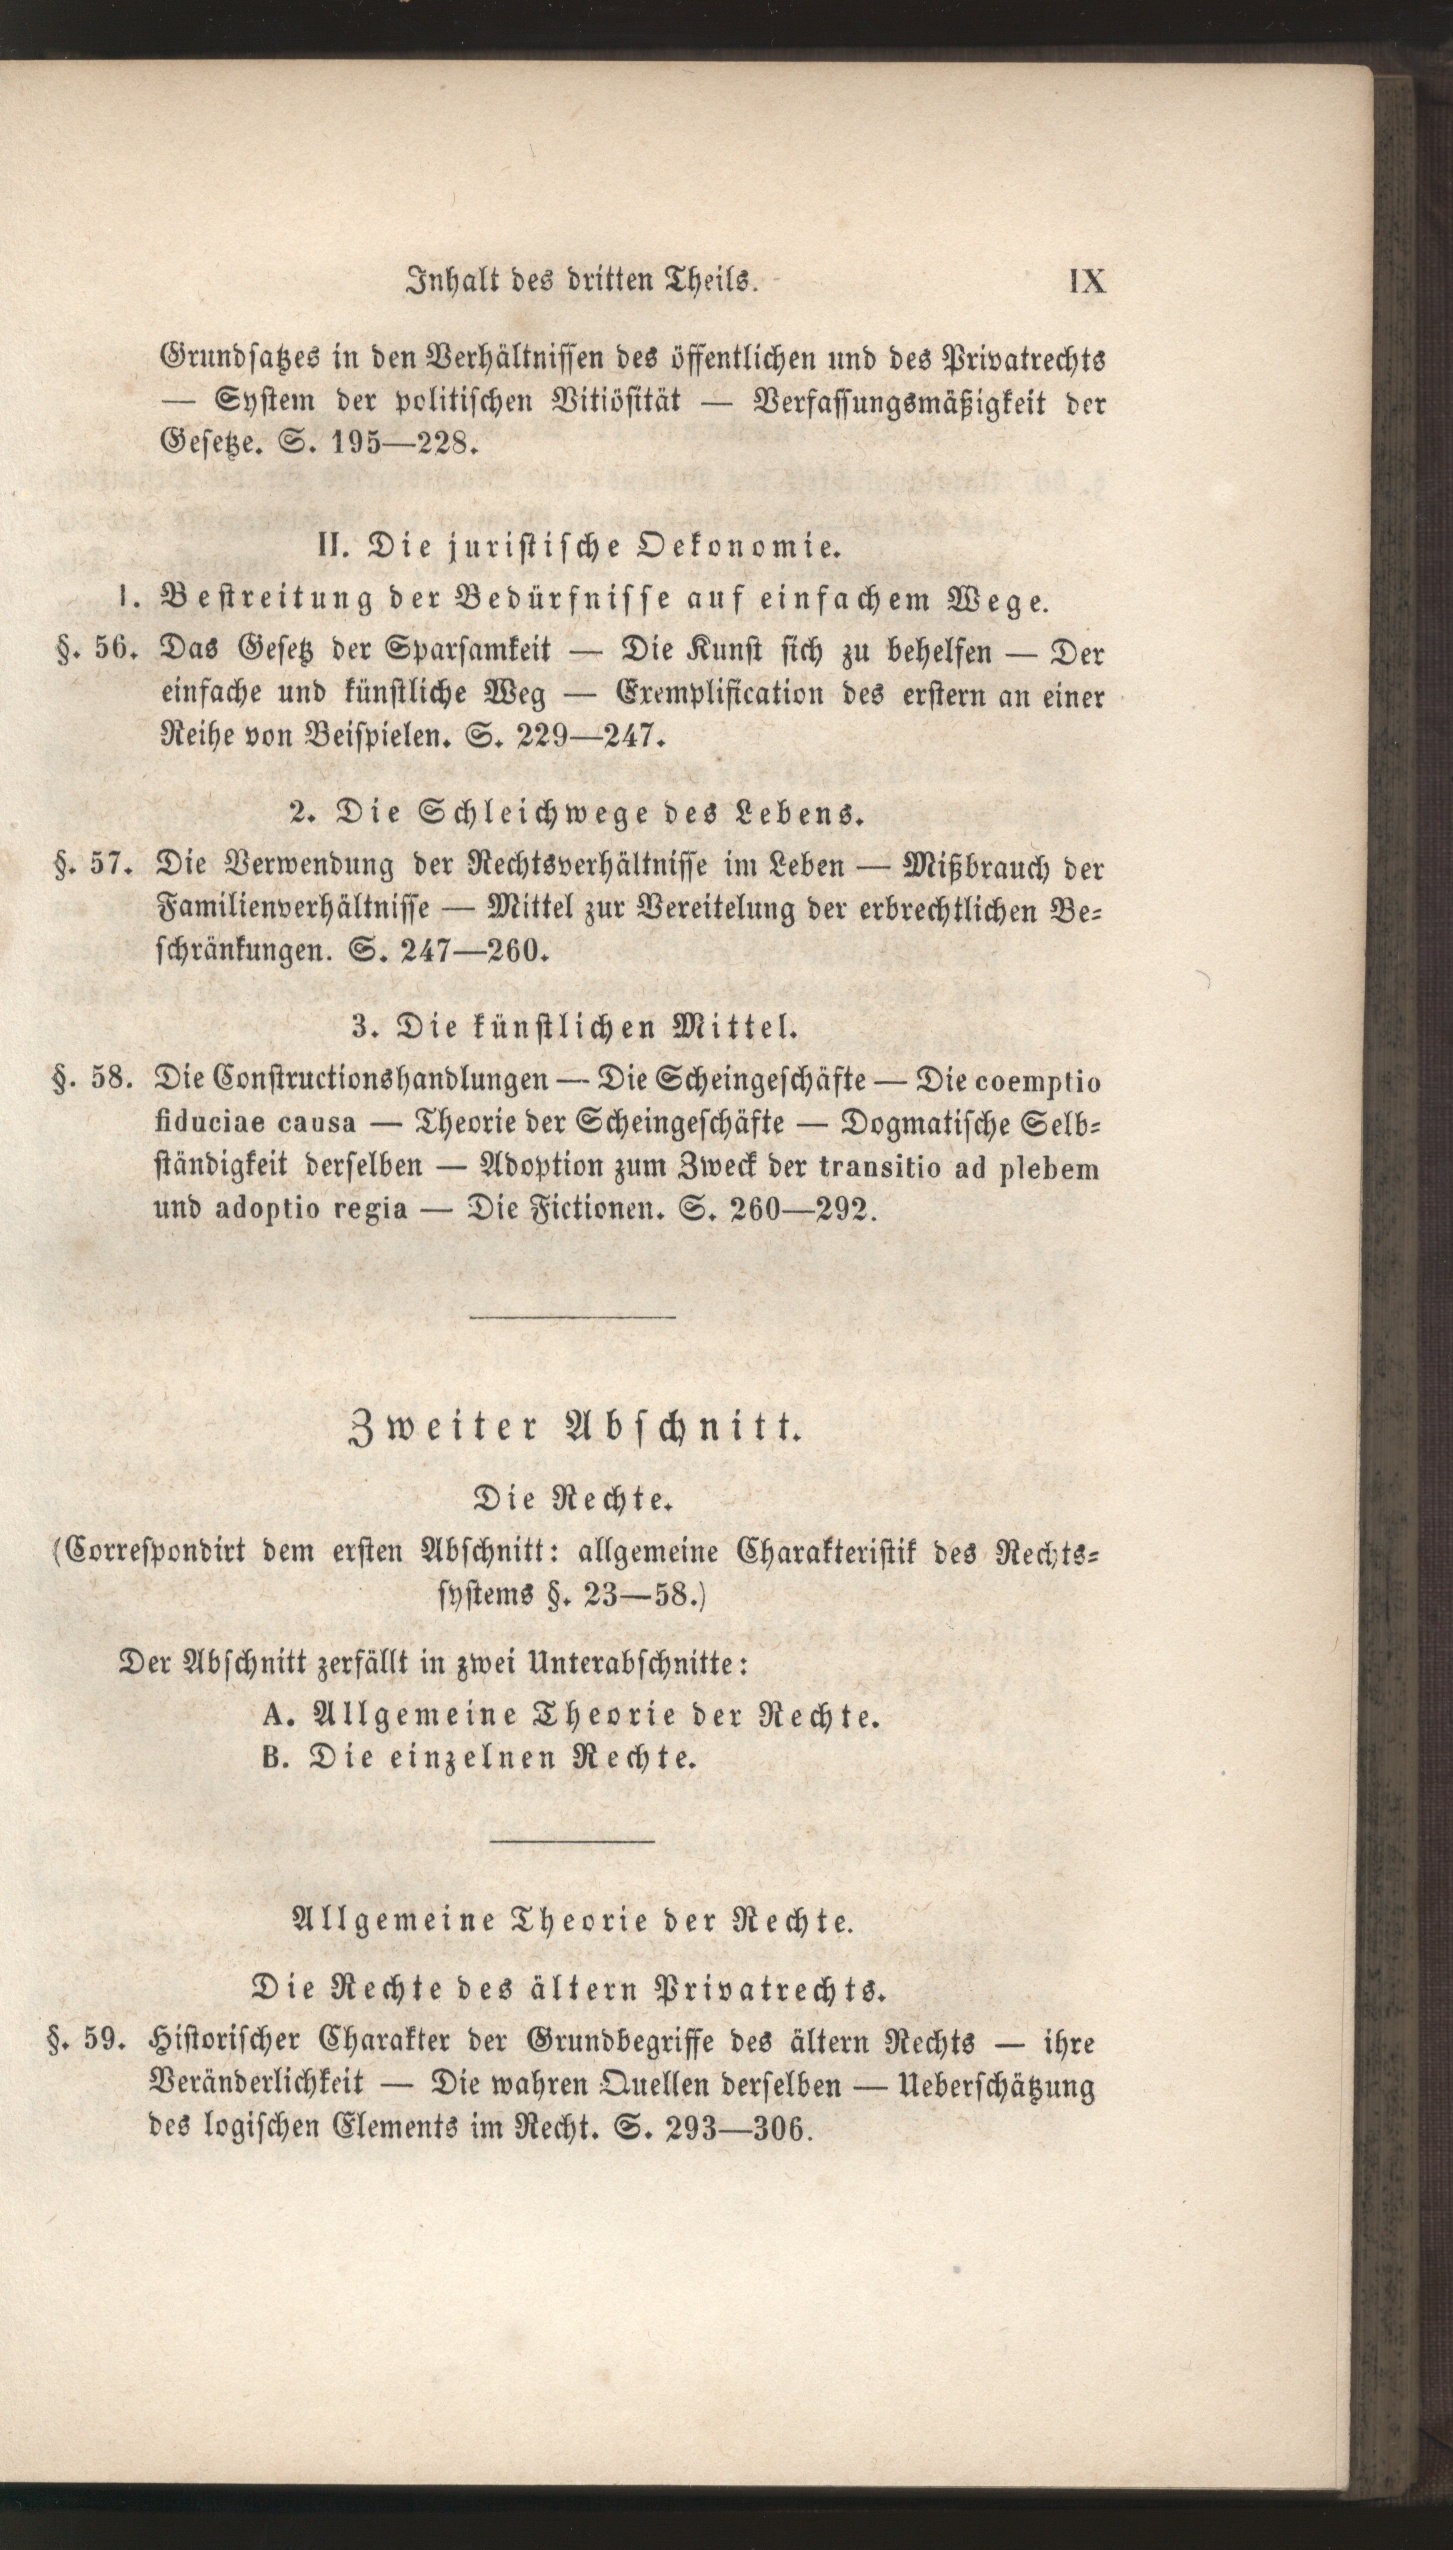 Inhalt des dritten Theils. IX
Grundsatzes in den Verhältnissen des öffentlichen und des Privatrechts
— System der politischen Vitiösität — Verfassungsmäßigkeit der
Gesetze. S. 195—228.
II. Die juristische Oekonomie.
1. Bestreitung der Bedürfnisse auf einfachem Wege.
§. 56. Das Gesetz der Sparsamkeit — Die Kunst sich zu behelfen — Der
einfache und künstliche Weg — Exemplification des erstern an einer
Reihe von Beispielen. S. 229—247.
2. Die Schleichwege des Lebens.
§. 57. Die Verwendung der Rechtsverhältnisse im Leben — Mißbrauch der
Familienverhältnisse — Mittel zur Vereitelung der erbrechtlichen Be-
schränkungen. S. 247—260.
3. Die künstlichen Mittel.
§. 58. Die Constructionshandlungen — Die Scheingeschäfte — Die coemptio
fiduciae causa — Theorie der Scheingeschäfte — Dogmatische Selb-
ständigkeit derselben — Adoption zum Zweck der transitio ad plebem
und adoptio regia — Die Fictionen. S. 260—292.
Zweiter Abschnitt.
Die Rechte.
(Correspondirt dem ersten Abschnitt: allgemeine Charakteristik des Rechts-
systems §. 23—58.)
Der Abschnitt zerfällt in zwei Unterabschnitte:
A. Allgemeine Theorie der Rechte.
B. Die einzelnen Rechte.
Allgemeine Theorie der Rechte.
Die Rechte des ältern Privatrechts.
§. 59. Historischer Charakter der Grundbegriffe des ältern Rechts — ihre
Veränderlichkeit — Die wahren Quellen derselben — Ueberschätzung
des logischen Elements im Recht. S. 293—306.